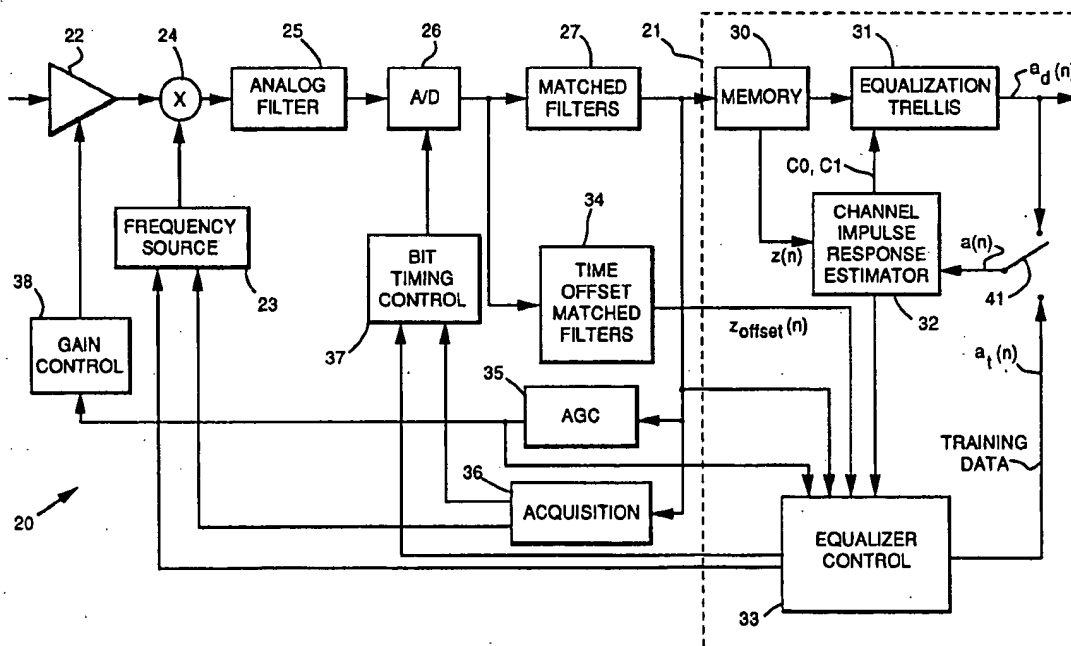 22
24
25
26
27
21
30
31
X
ANALOG
FILTER
A/D
MATCHED
FILTERS
MEMORY
EQUALIZATION
TRELLIS
a_d(n)
C0, C1
FREQUENCY
SOURCE
23
BIT
TIMING
CONTROL
37
34
TIME
OFFSET
MATCHED
FILTERS
z(n)
CHANNEL
IMPULSE
RESPONSE
ESTIMATOR
32
a(n)
41
38
GAIN
CONTROL
z_offset(n)
a_t(n)
35
AGC
TRAINING
DATA
36
ACQUISITION
20
EQUALIZER
CONTROL
33